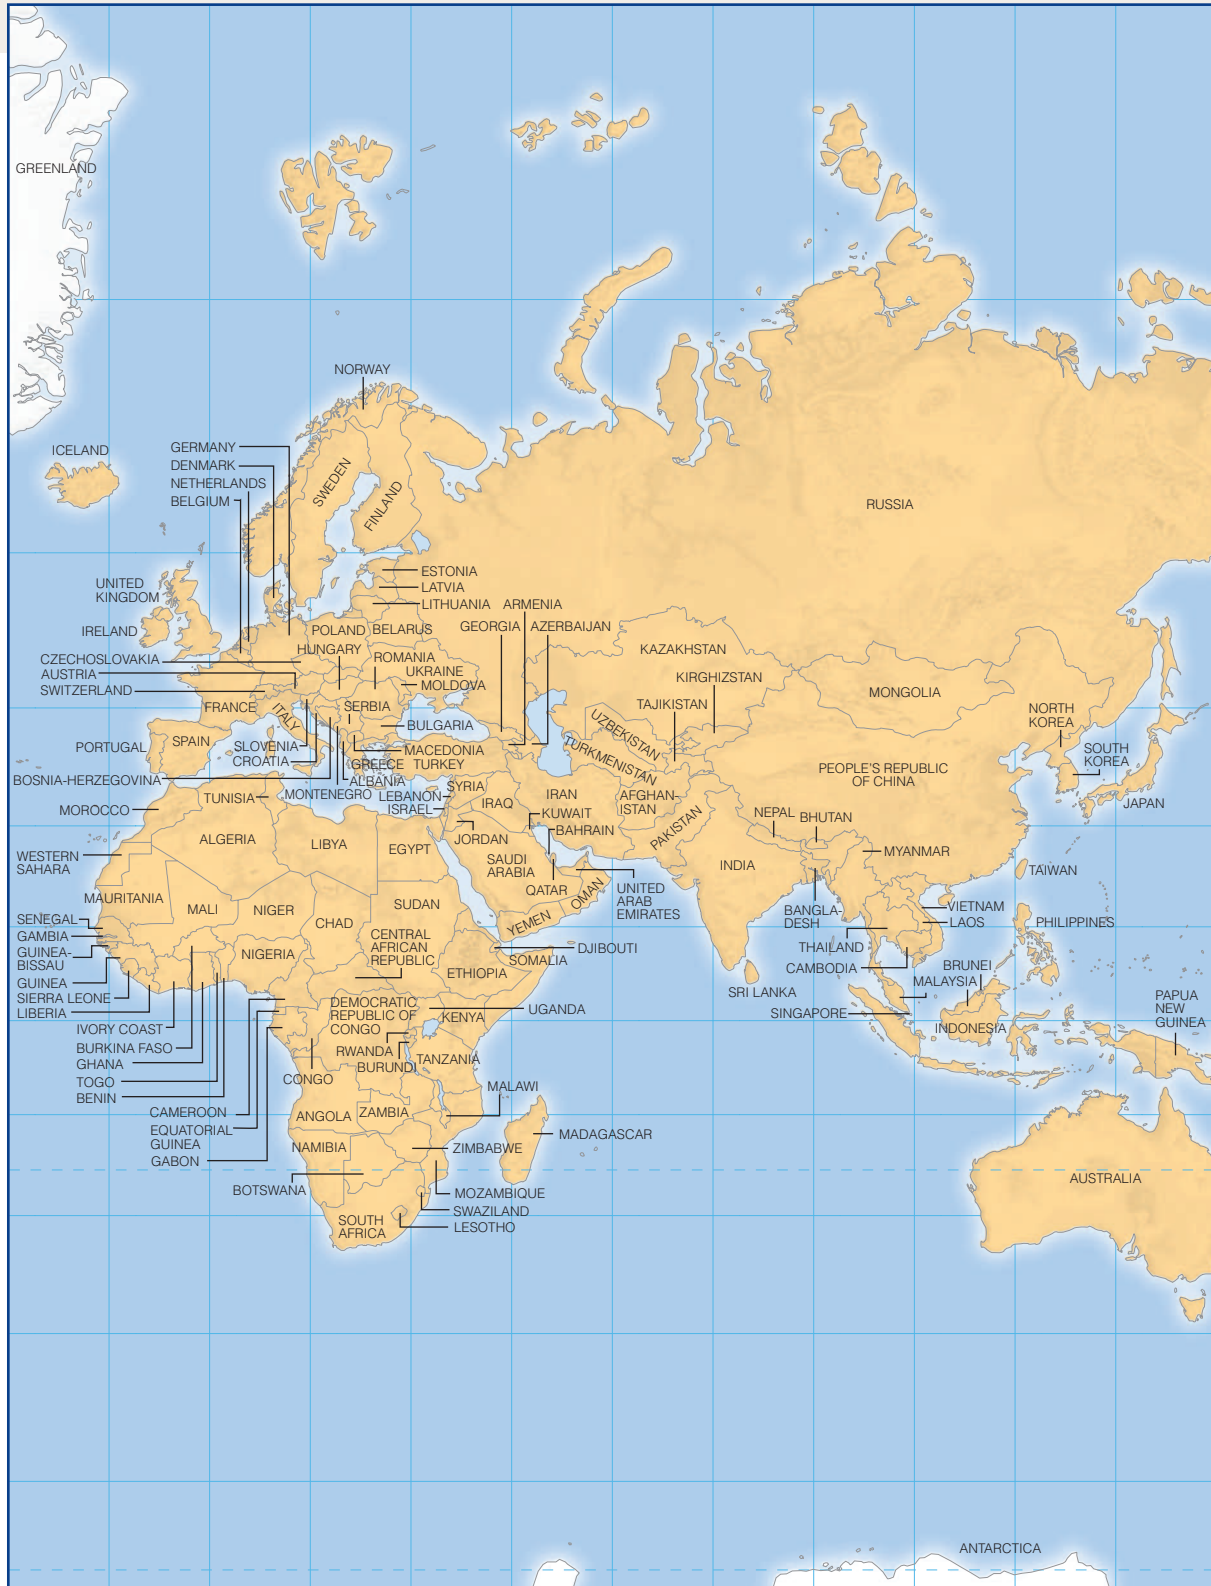 GREENLAND
NORWAY
ICELAND
GERMANY
DENMARK
NETHERLANDS
BELGIUM
SWEDEN
FINLAND
RUSSIA
UNITED
KINGDOM
IRELAND
ESTONIA
LATVIA
LITHUANIA
ARMENIA
GEORGIA
AZERBAIJAN
POLAND
BELARUS
HUNGARY
CZECHOSLOVAKIA
AUSTRIA
SWITZERLAND
ROMANIA
UKRAINE
MOLDOVA
KAZAKHSTAN
KIRGHIZSTAN
MONGOLIA
TAJIKISTAN
FRANCE
ITALY
SERBIA
BULGARIA
UZBEKISTAN
TURKMENISTAN
NORTH
KOREA
SOUTH
KOREA
PORTUGAL
SPAIN
SLOVENIA
CROATIA
MACEDONIA
GREECE
TURKEY
BOSNIA-HERZEGOVINA
ALBANIA
MONTENEGRO
PEOPLE'S REPUBLIC
OF CHINA
JAPAN
TUNISIA
LEBANON
ISRAEL
SYRIA
IRAQ
IRAN
AFGHAN-
ISTAN
MOROCCO
KUWAIT
PAKISTAN
NEPAL
BHUTAN
ALGERIA
LIBYA
EGYPT
JORDAN
BAHRAIN
MYANMAR
WESTERN
SAHARA
SAUDI
ARABIA
QATAR
OMAN
UNITED
ARAB
EMIRATES
INDIA
TAIWAN
MAURITANIA
MALI
NIGER
CHAD
SUDAN
YEMEN
BANGLA-
DESH
VIETNAM
LAOS
PHILIPPINES
SENEGAL
GAMBIA
GUINEA-
BISSAU
GUINEA
SIERRA LEONE
LIBERIA
NIGERIA
CENTRAL
AFRICAN
REPUBLIC
ETHIOPIA
SOMALIA
DJIBOUTI
THAILAND
CAMBODIA
BRUNEI
MALAYSIA
SRI LANKA
SINGAPORE
INDONESIA
PAPUA
NEW
GUINEA
IVORY COAST
BURKINA FASO
GHANA
TOGO
BENIN
DEMOCRATIC
REPUBLIC OF
CONGO
UGANDA
KENYA
RWANDA
BURUNDI
TANZANIA
CONGO
CAMEROON
EQUATORIAL
GUINEA
GABON
MALAWI
ANGOLA
ZAMBIA
MADAGASCAR
NAMIBIA
ZIMBABWE
BOTSWANA
MOZAMBIQUE
SWAZILAND
LESOTHO
SOUTH
AFRICA
AUSTRALIA
ANTARCTICA